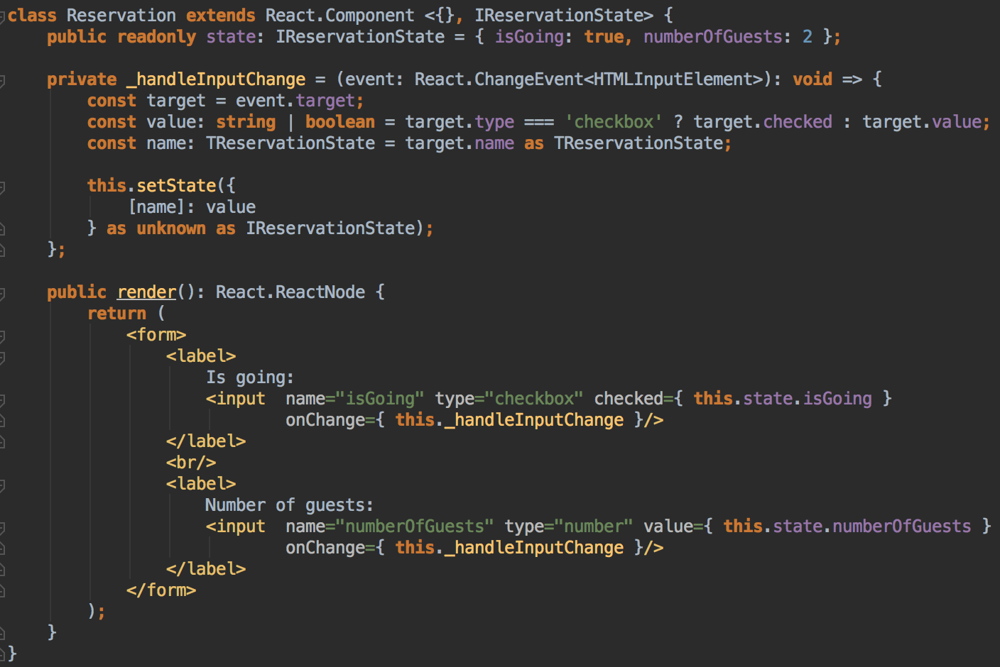 class Reservation extends React.Component <{}, IReservationState> {
    public readonly state: IReservationState = { isGoing: true, numberOfGuests: 2 };

    private _handleInputChange = (event: React.ChangeEvent<HTMLInputElement>): void => {
        const target = event.target;
        const value: string | boolean = target.type === 'checkbox' ? target.checked : target.value;
        const name: TReservationState = target.name as TReservationState;

        this.setState({
            [name]: value
        } as unknown as IReservationState);
    };

    public render(): React.ReactNode {
        return (
            <form>
                <label>
                    Is going:
                    <input  name="isGoing" type="checkbox" checked={ this.state.isGoing }
                            onChange={ this._handleInputChange }/>
                </label>
                <br/>
                <label>
                    Number of guests:
                    <input  name="numberOfGuests" type="number" value={ this.state.numberOfGuests }
                            onChange={ this._handleInputChange }/>
                </label>
            </form>
        );
    }
}